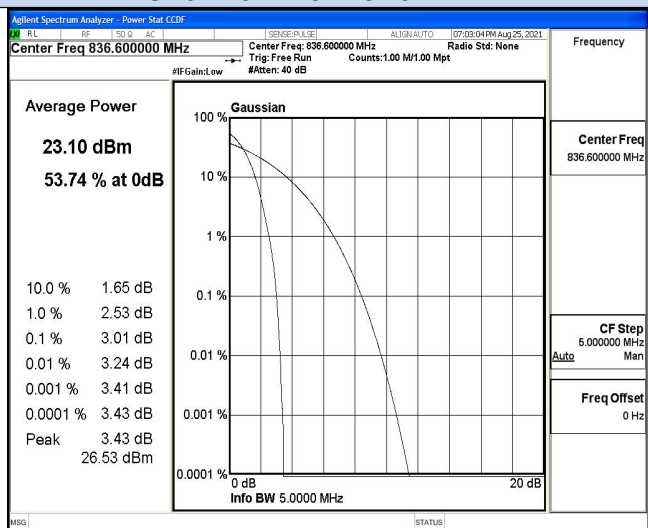 Agilent Spectrum Analyzer - Power Stat CCDF
LXI RL RF 50 Ω AC SENSE:PULSE ALIGN AUTO 07:03:04 PM Aug 25, 2021
Center Freq 836.600000 MHz
Center Freq: 836.600000 MHz Radio Std: None
Trig: Free Run Counts:1.00 M/1.00 Mpt
#IFGain:Low #Atten: 40 dB
Frequency
Average Power
23.10 dBm
53.74 % at 0dB
10.0 % 1.65 dB
1.0 % 2.53 dB
0.1 % 3.01 dB
0.01 % 3.24 dB
0.001 % 3.41 dB
0.0001 % 3.43 dB
Peak 3.43 dB
26.53 dBm
Gaussian
100 %
10 %
1 %
0.1 %
0.01 %
0.001 %
0.0001 %
0 dB 20 dB
Info BW 5.0000 MHz
Center Freq
836.600000 MHz
CF Step
5.000000 MHz
Auto Man
Freq Offset
0 Hz
MSG STATUS